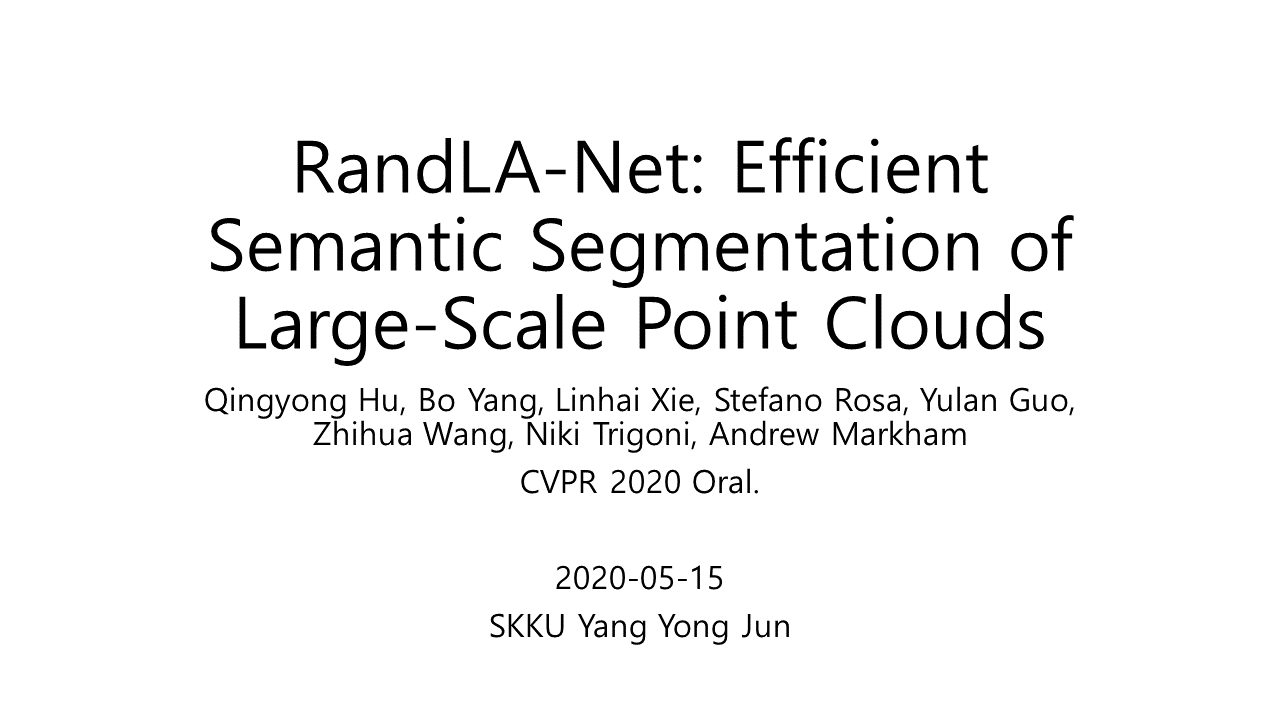 RandLA-Net: Efficient
Semantic Segmentation of
Large-Scale Point Clouds
Qingyong Hu, Bo Yang, Linhai Xie, Stefano Rosa, Yulan Guo,
Zhihua Wang, Niki Trigoni, Andrew Markham
CVPR 2020 Oral.
2020-05-15
SKKU Yang Yong Jun